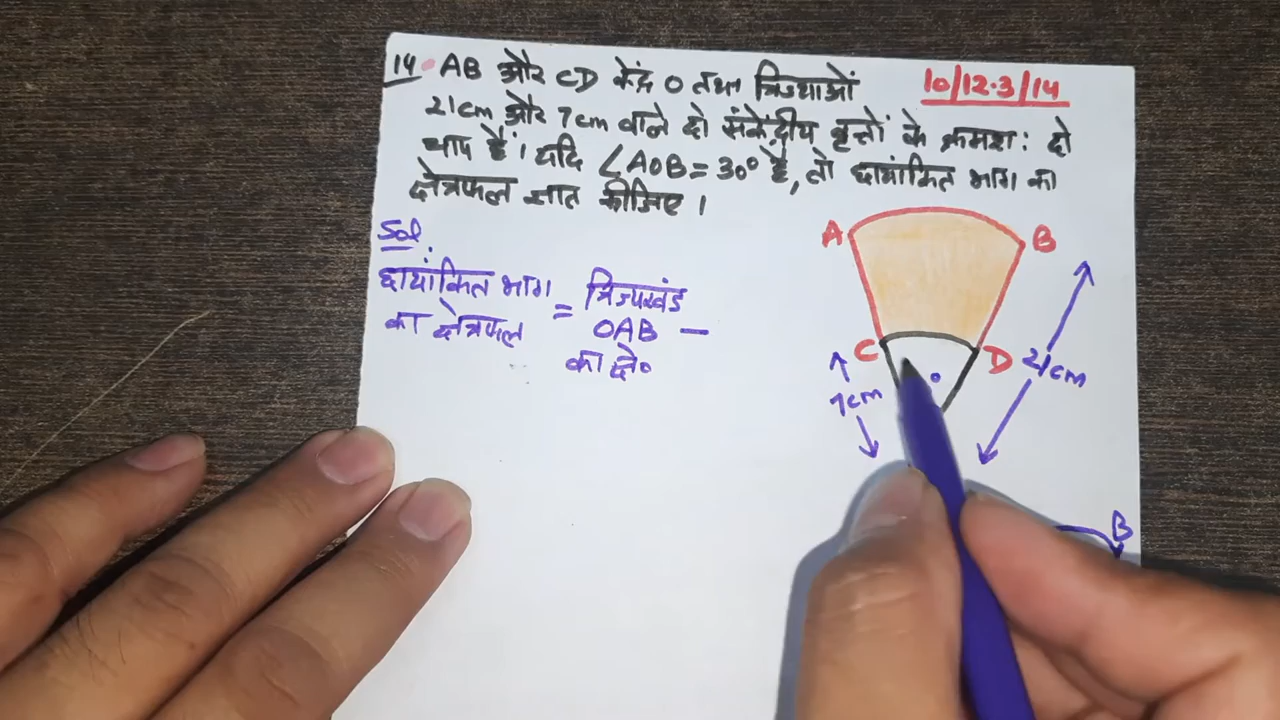 14. AB और CD केंद्र O तथा त्रिज्याओं
10/12.3/14
21cm और 7cm वाले दो संकेंद्रीय वृत्तों के क्रमश: दो
चाप हैं। यदि ∠AOB=30° है, तो छायांकित भाग का
क्षेत्रफल ज्ञात कीजिए।
Sol.
छायांकित भाग = त्रिज्यखंड
का क्षेत्रफल OAB —
का क्षे०
A
B
C
D
7cm
21cm
B